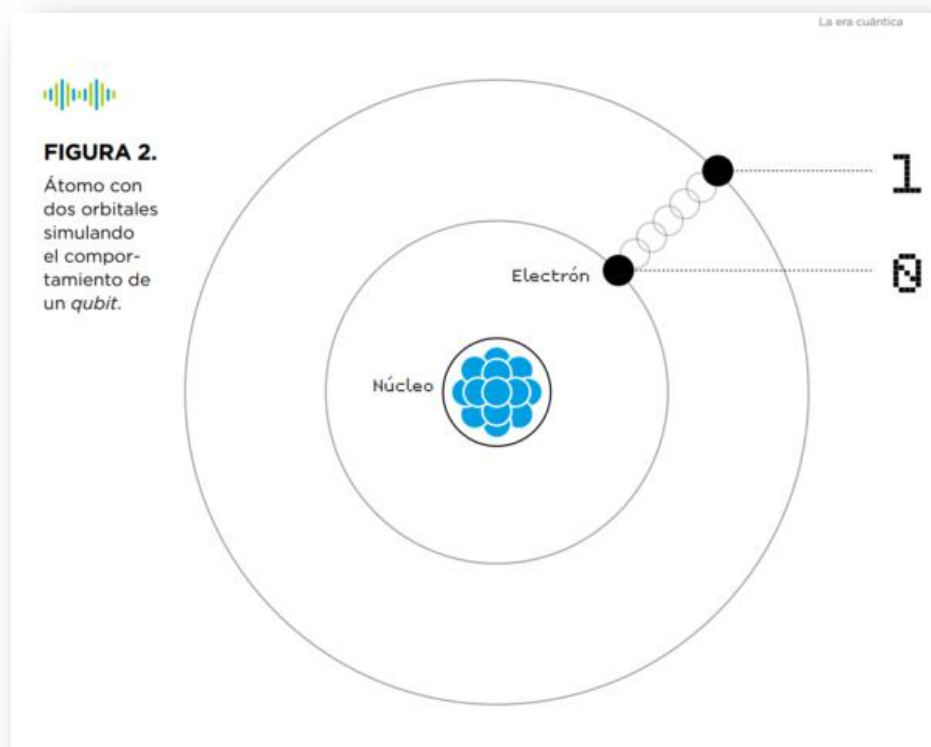 La era cuántica
FIGURA 2.
Átomo con
dos orbitales
simulando
el compor-
tamiento de
un qubit.
1
0
Electrón
Núcleo